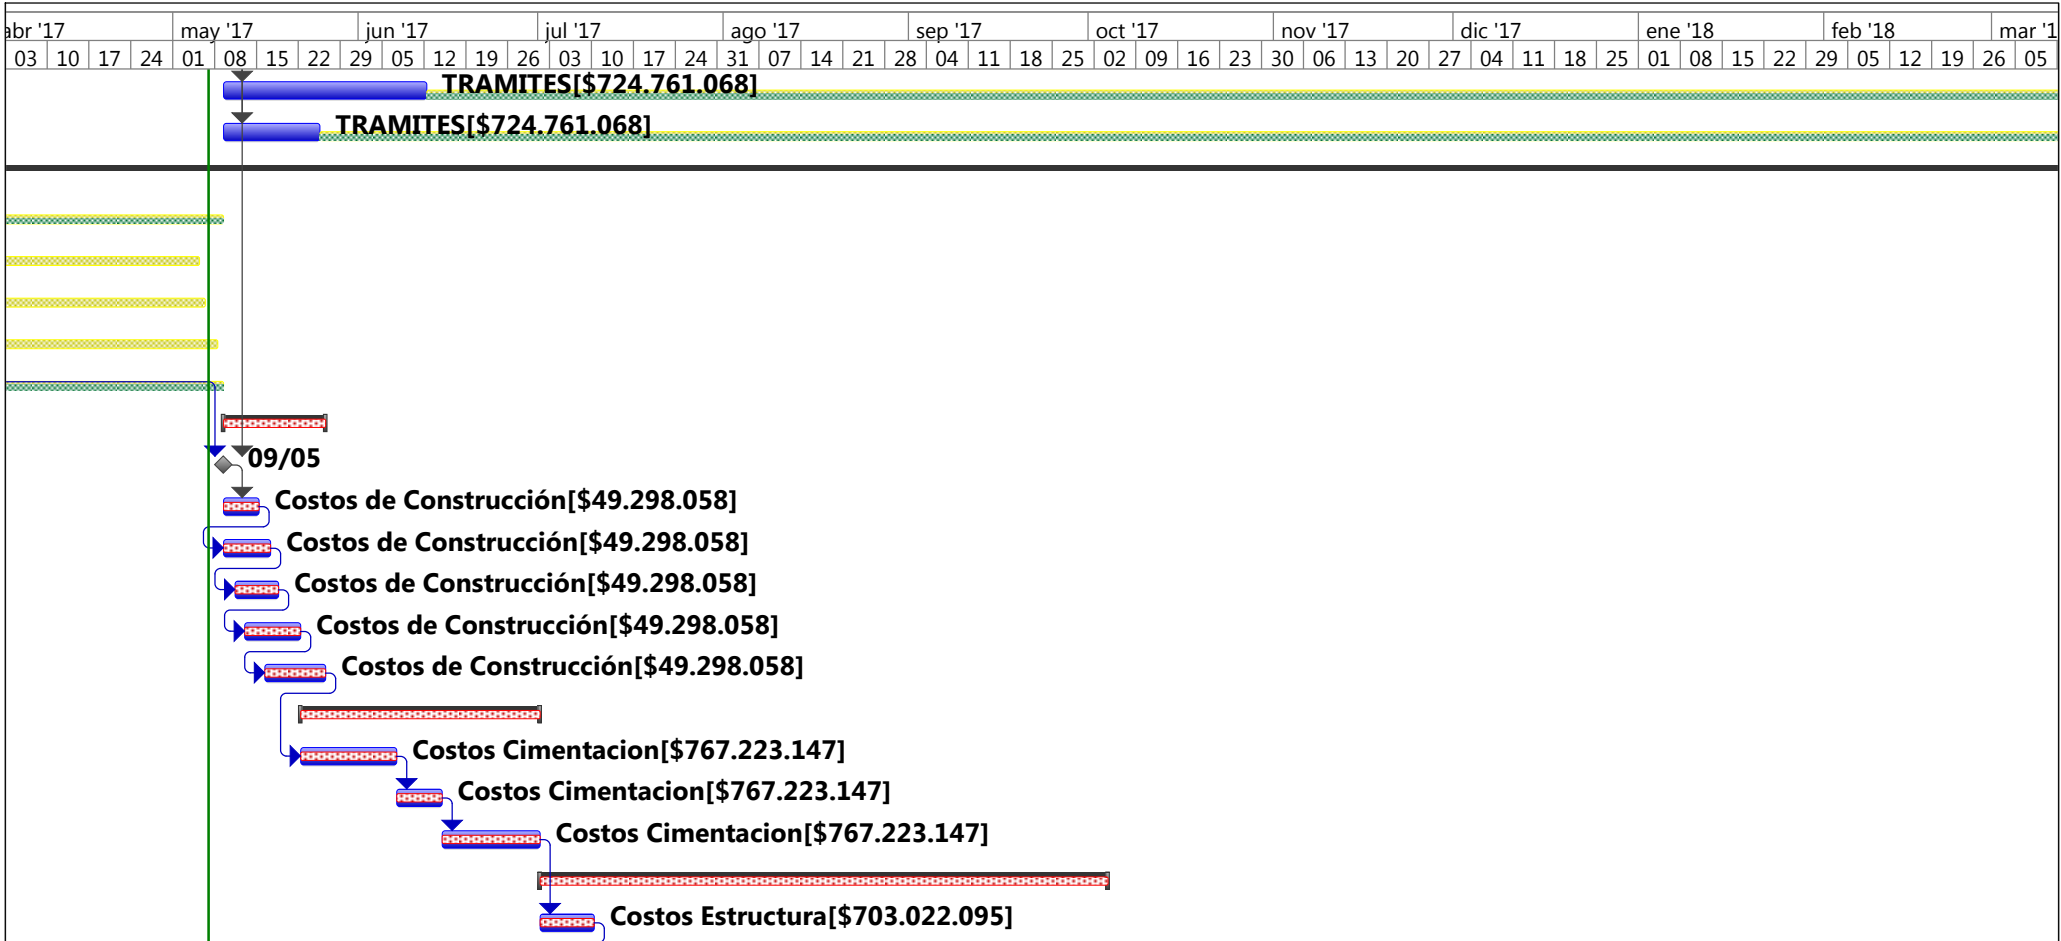 abr '17 may '17 jun '17 jul '17 ago '17 sep '17 oct '17 nov '17 dic '17 ene '18 feb '18 mar '1
03 10 17 24 01 08 15 22 29 05 12 19 26 03 10 17 24 31 07 14 21 28 04 11 18 25 02 09 16 23 30 06 13 20 27 04 11 18 25 01 08 15 22 29 05 12 19 26 05
TRAMITES[$724.761.068]
TRAMITES[$724.761.068]
09/05
Costos de Construcción[$49.298.058]
Costos de Construcción[$49.298.058]
Costos de Construcción[$49.298.058]
Costos de Construcción[$49.298.058]
Costos de Construcción[$49.298.058]
Costos Cimentacion[$767.223.147]
Costos Cimentacion[$767.223.147]
Costos Cimentacion[$767.223.147]
Costos Estructura[$703.022.095]